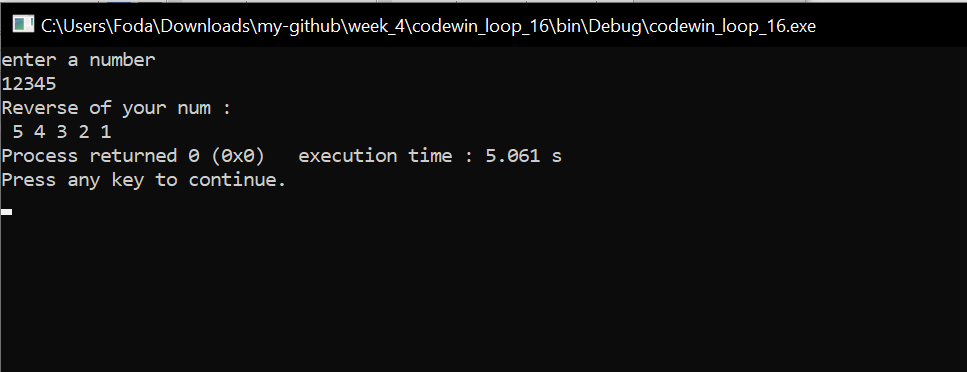 C:\Users\Foda\Downloads\my-github\week_4\codewin_loop_16\bin\Debug\codewin_loop_16.exe
enter a number
12345
Reverse of your num :
 5 4 3 2 1
Process returned 0 (0x0)   execution time : 5.061 s
Press any key to continue.